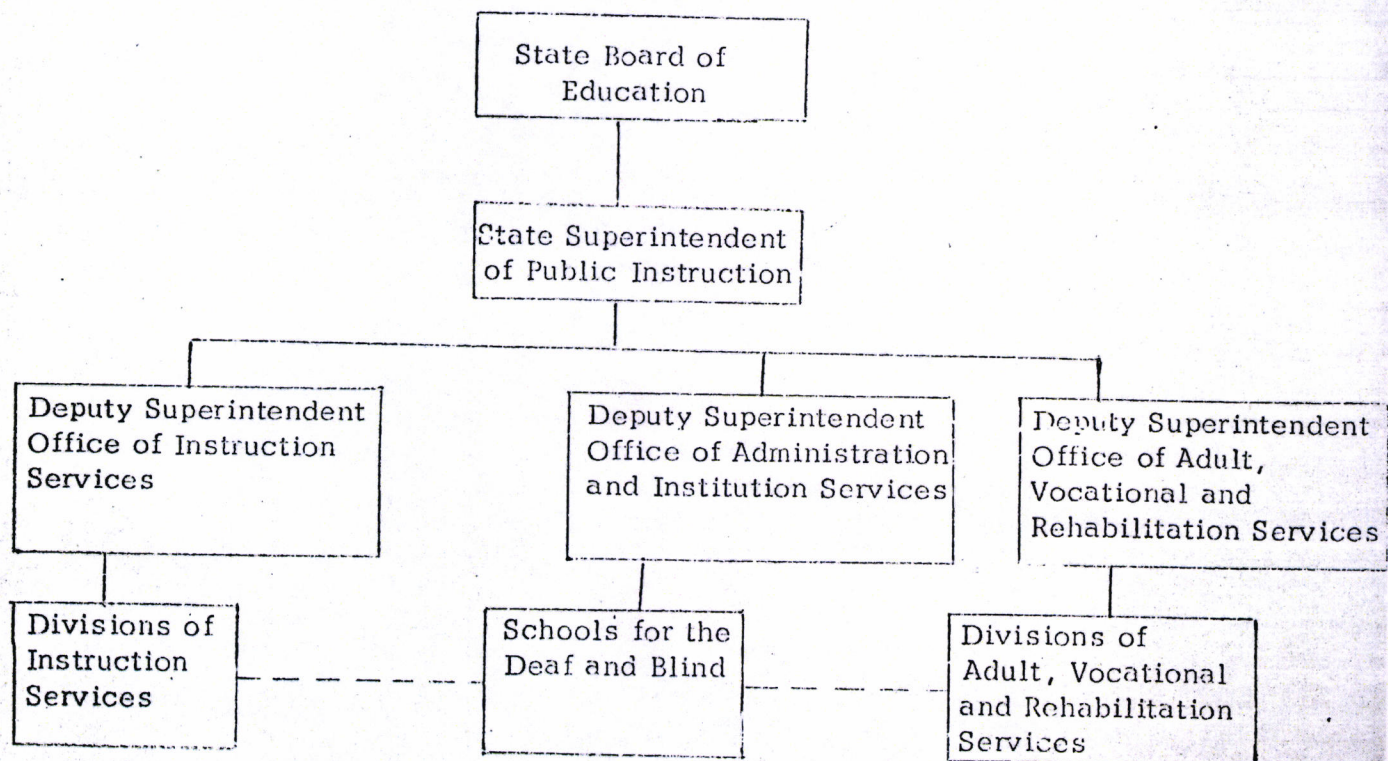 State Board of
Education
State Superintendent
of Public Instruction
Deputy Superintendent
Office of Instruction
Services
Deputy Superintendent
Office of Administration
and Institution Services
Deputy Superintendent
Office of Adult,
Vocational and
Rehabilitation Services
Divisions of
Instruction
Services
Schools for the
Deaf and Blind
Divisions of
Adult, Vocational
and Rehabilitation
Services